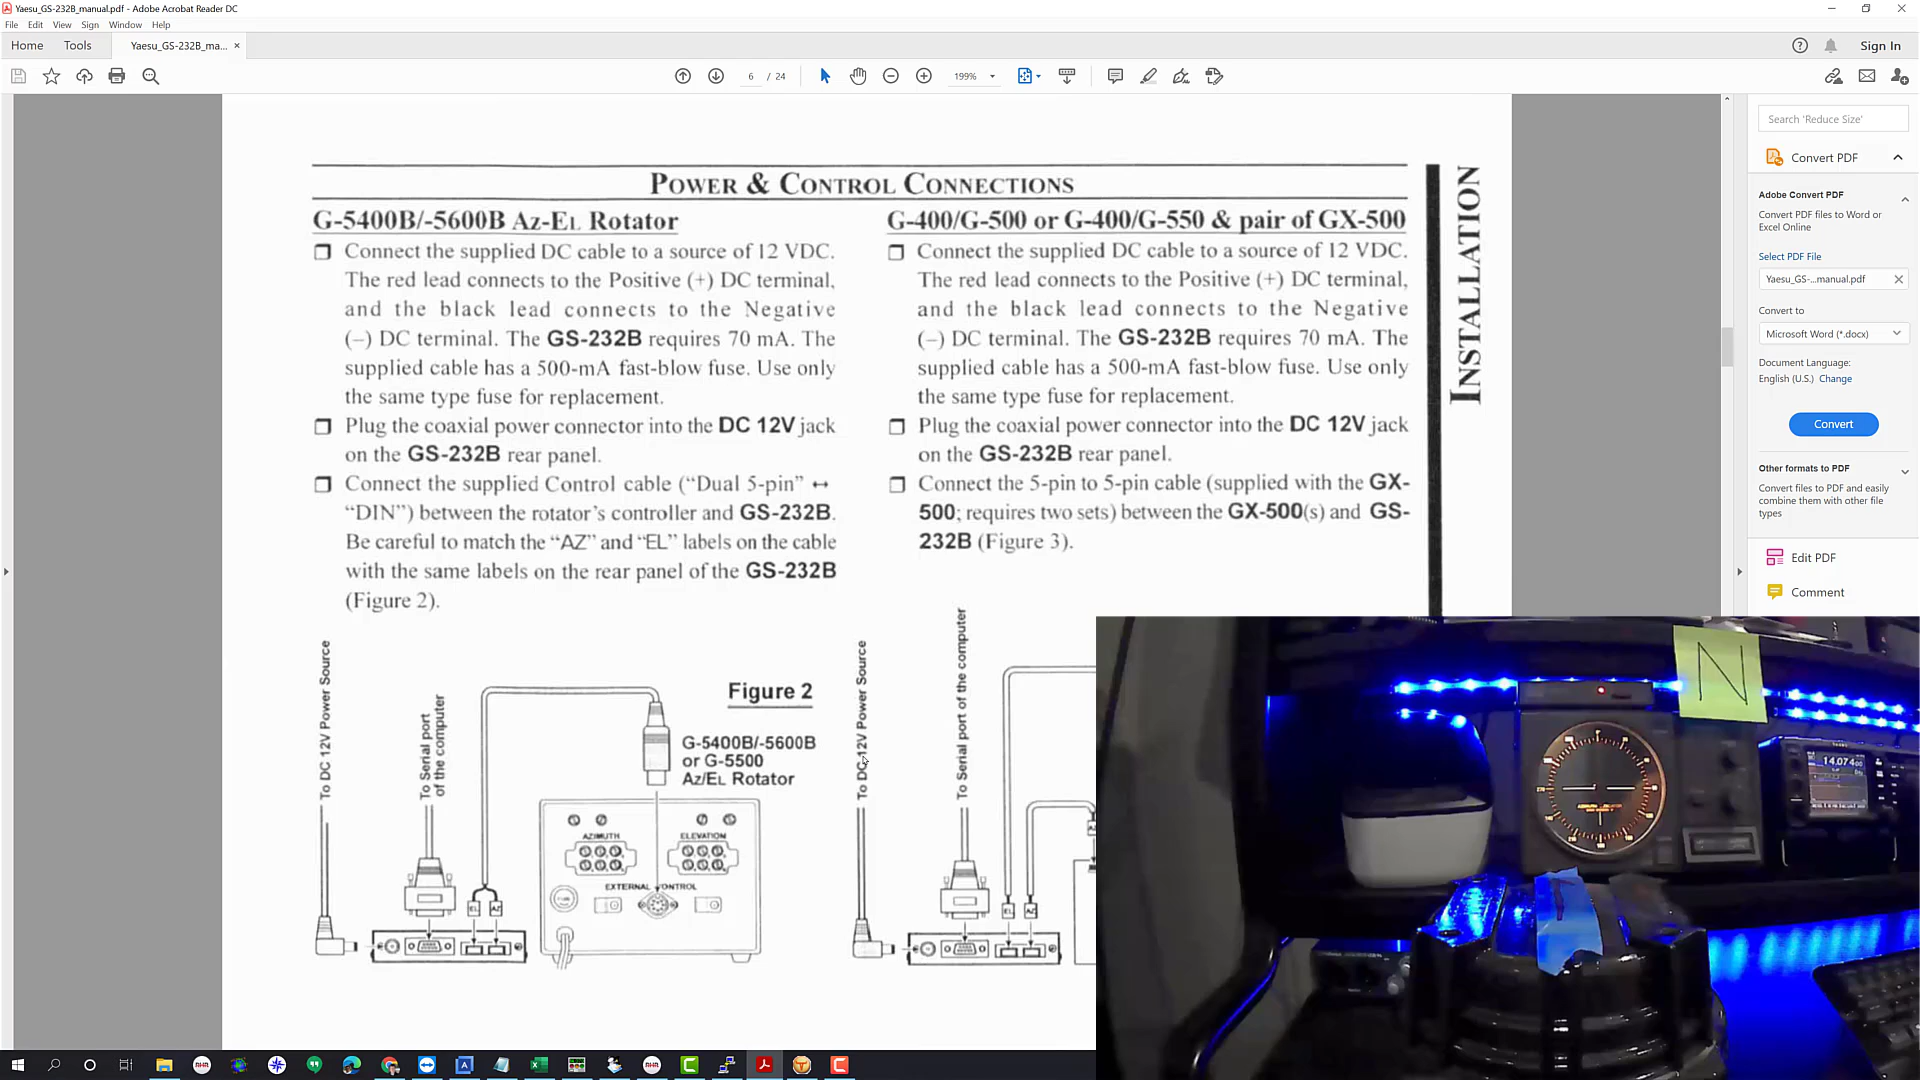 Yaesu_GS-232B_manual.pdf - Adobe Acrobat Reader DC
File Edit View Sign Window Help
Home Tools Yaesu_GS-232B_ma... ×
Sign In
6 / 24
199%
Search 'Reduce Size'
Convert PDF
Adobe Convert PDF
Convert PDF files to Word or
Excel Online
Select PDF File
Yaesu_GS-...manual.pdf
Convert to
Microsoft Word (*.docx)
Document Language:
English (U.S.) Change
Convert
Other formats to PDF
Convert files to PDF and easily
combine them with other file
types
Edit PDF
Comment
POWER & CONTROL CONNECTIONS
INSTALLATION
G-5400B/-5600B AZ-EL Rotator
❒ Connect the supplied DC cable to a source of 12 VDC.
The red lead connects to the Positive (+) DC terminal,
and the black lead connects to the Negative
(–) DC terminal. The GS-232B requires 70 mA. The
supplied cable has a 500-mA fast-blow fuse. Use only
the same type fuse for replacement.
❒ Plug the coaxial power connector into the DC 12V jack
on the GS-232B rear panel.
❒ Connect the supplied Control cable (“Dual 5-pin” ↔
“DIN”) between the rotator’s controller and GS-232B.
Be careful to match the “AZ” and “EL” labels on the cable
with the same labels on the rear panel of the GS-232B
(Figure 2).
G-400/G-500 or G-400/G-550 & pair of GX-500
❒ Connect the supplied DC cable to a source of 12 VDC.
The red lead connects to the Positive (+) DC terminal,
and the black lead connects to the Negative
(–) DC terminal. The GS-232B requires 70 mA. The
supplied cable has a 500-mA fast-blow fuse. Use only
the same type fuse for replacement.
❒ Plug the coaxial power connector into the DC 12V jack
on the GS-232B rear panel.
❒ Connect the 5-pin to 5-pin cable (supplied with the GX-
500; requires two sets) between the GX-500(s) and GS-
232B (Figure 3).
To DC 12V Power Source
To Serial port
of the computer
Figure 2
G-5400B/-5600B
or G-5500
Az/EL Rotator
AZIMUTH
ELEVATION
EXTERNAL CONTROL
EL AZ
To DC 12V Power Source
To Serial port of the computer
EL AZ
N
14.074